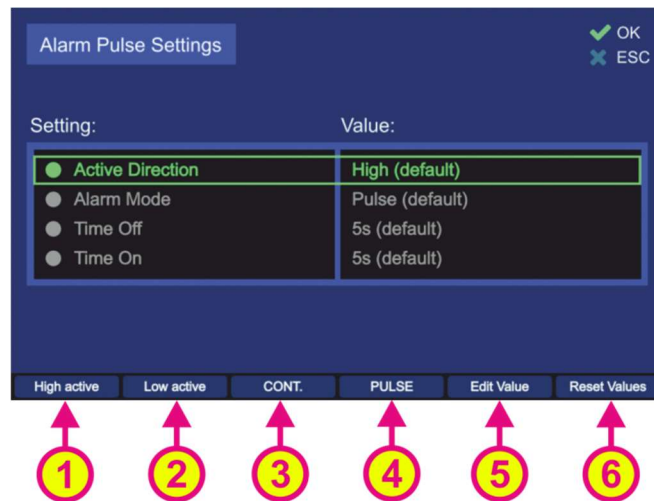 Alarm Pulse Settings
OK
ESC
Setting: Value:
Active Direction High (default)
Alarm Mode Pulse (default)
Time Off 5s (default)
Time On 5s (default)
High active Low active CONT. PULSE Edit Value Reset Values
1 2 3 4 5 6